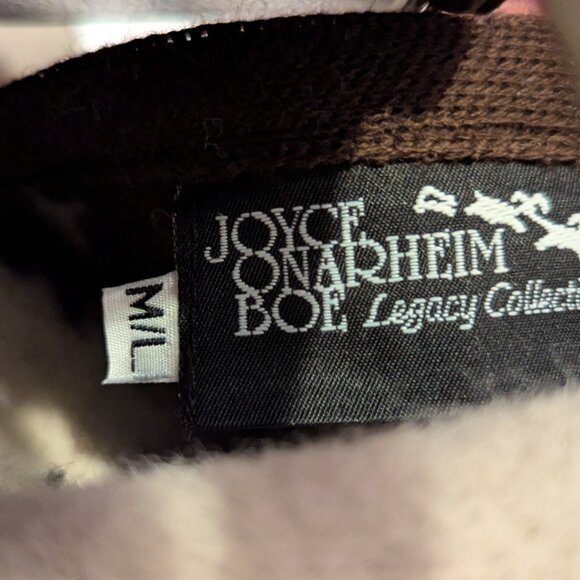 JOYCE
ONARHEIM
BOE Legacy Collecti
M/L